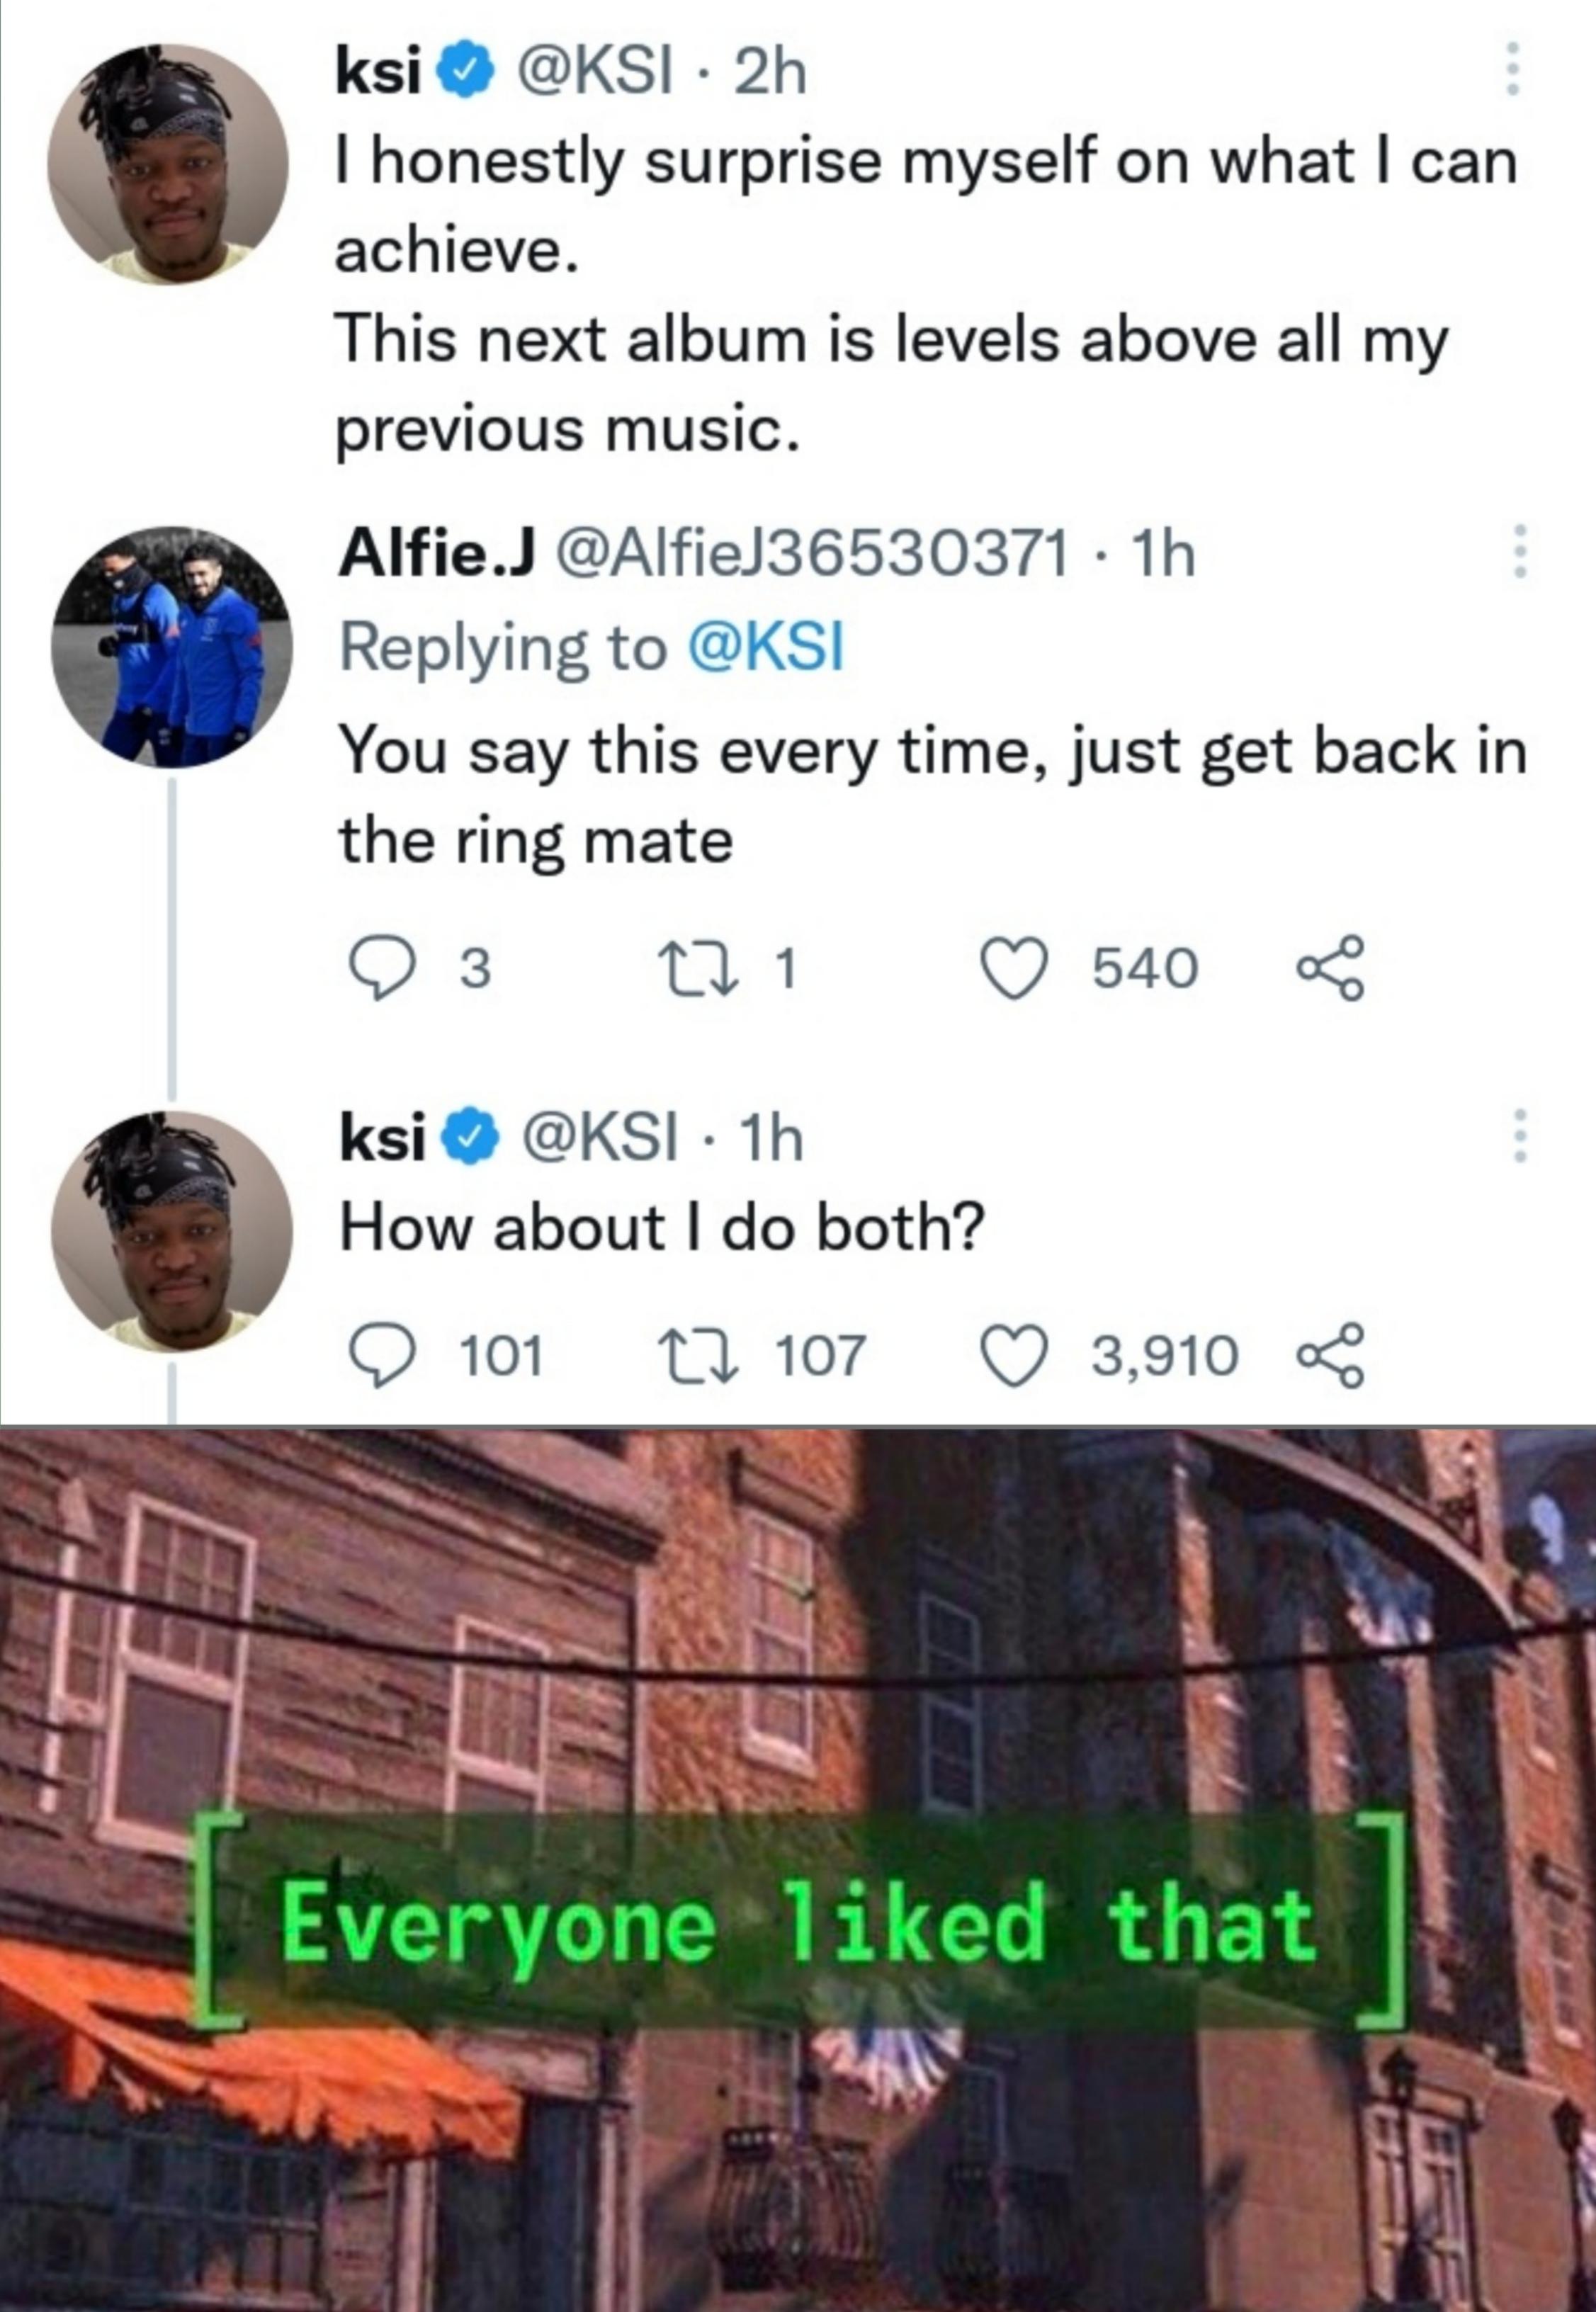 ksi @KSI · 2h
I honestly surprise myself on what I can
achieve.
This next album is levels above all my
previous music.
Alfie.J @AlfieJ36530371 · 1h
Replying to @KSI
You say this every time, just get back in
the ring mate
3 1 540
ksi @KSI · 1h
How about I do both?
101 107 3,910
[Everyone liked that]